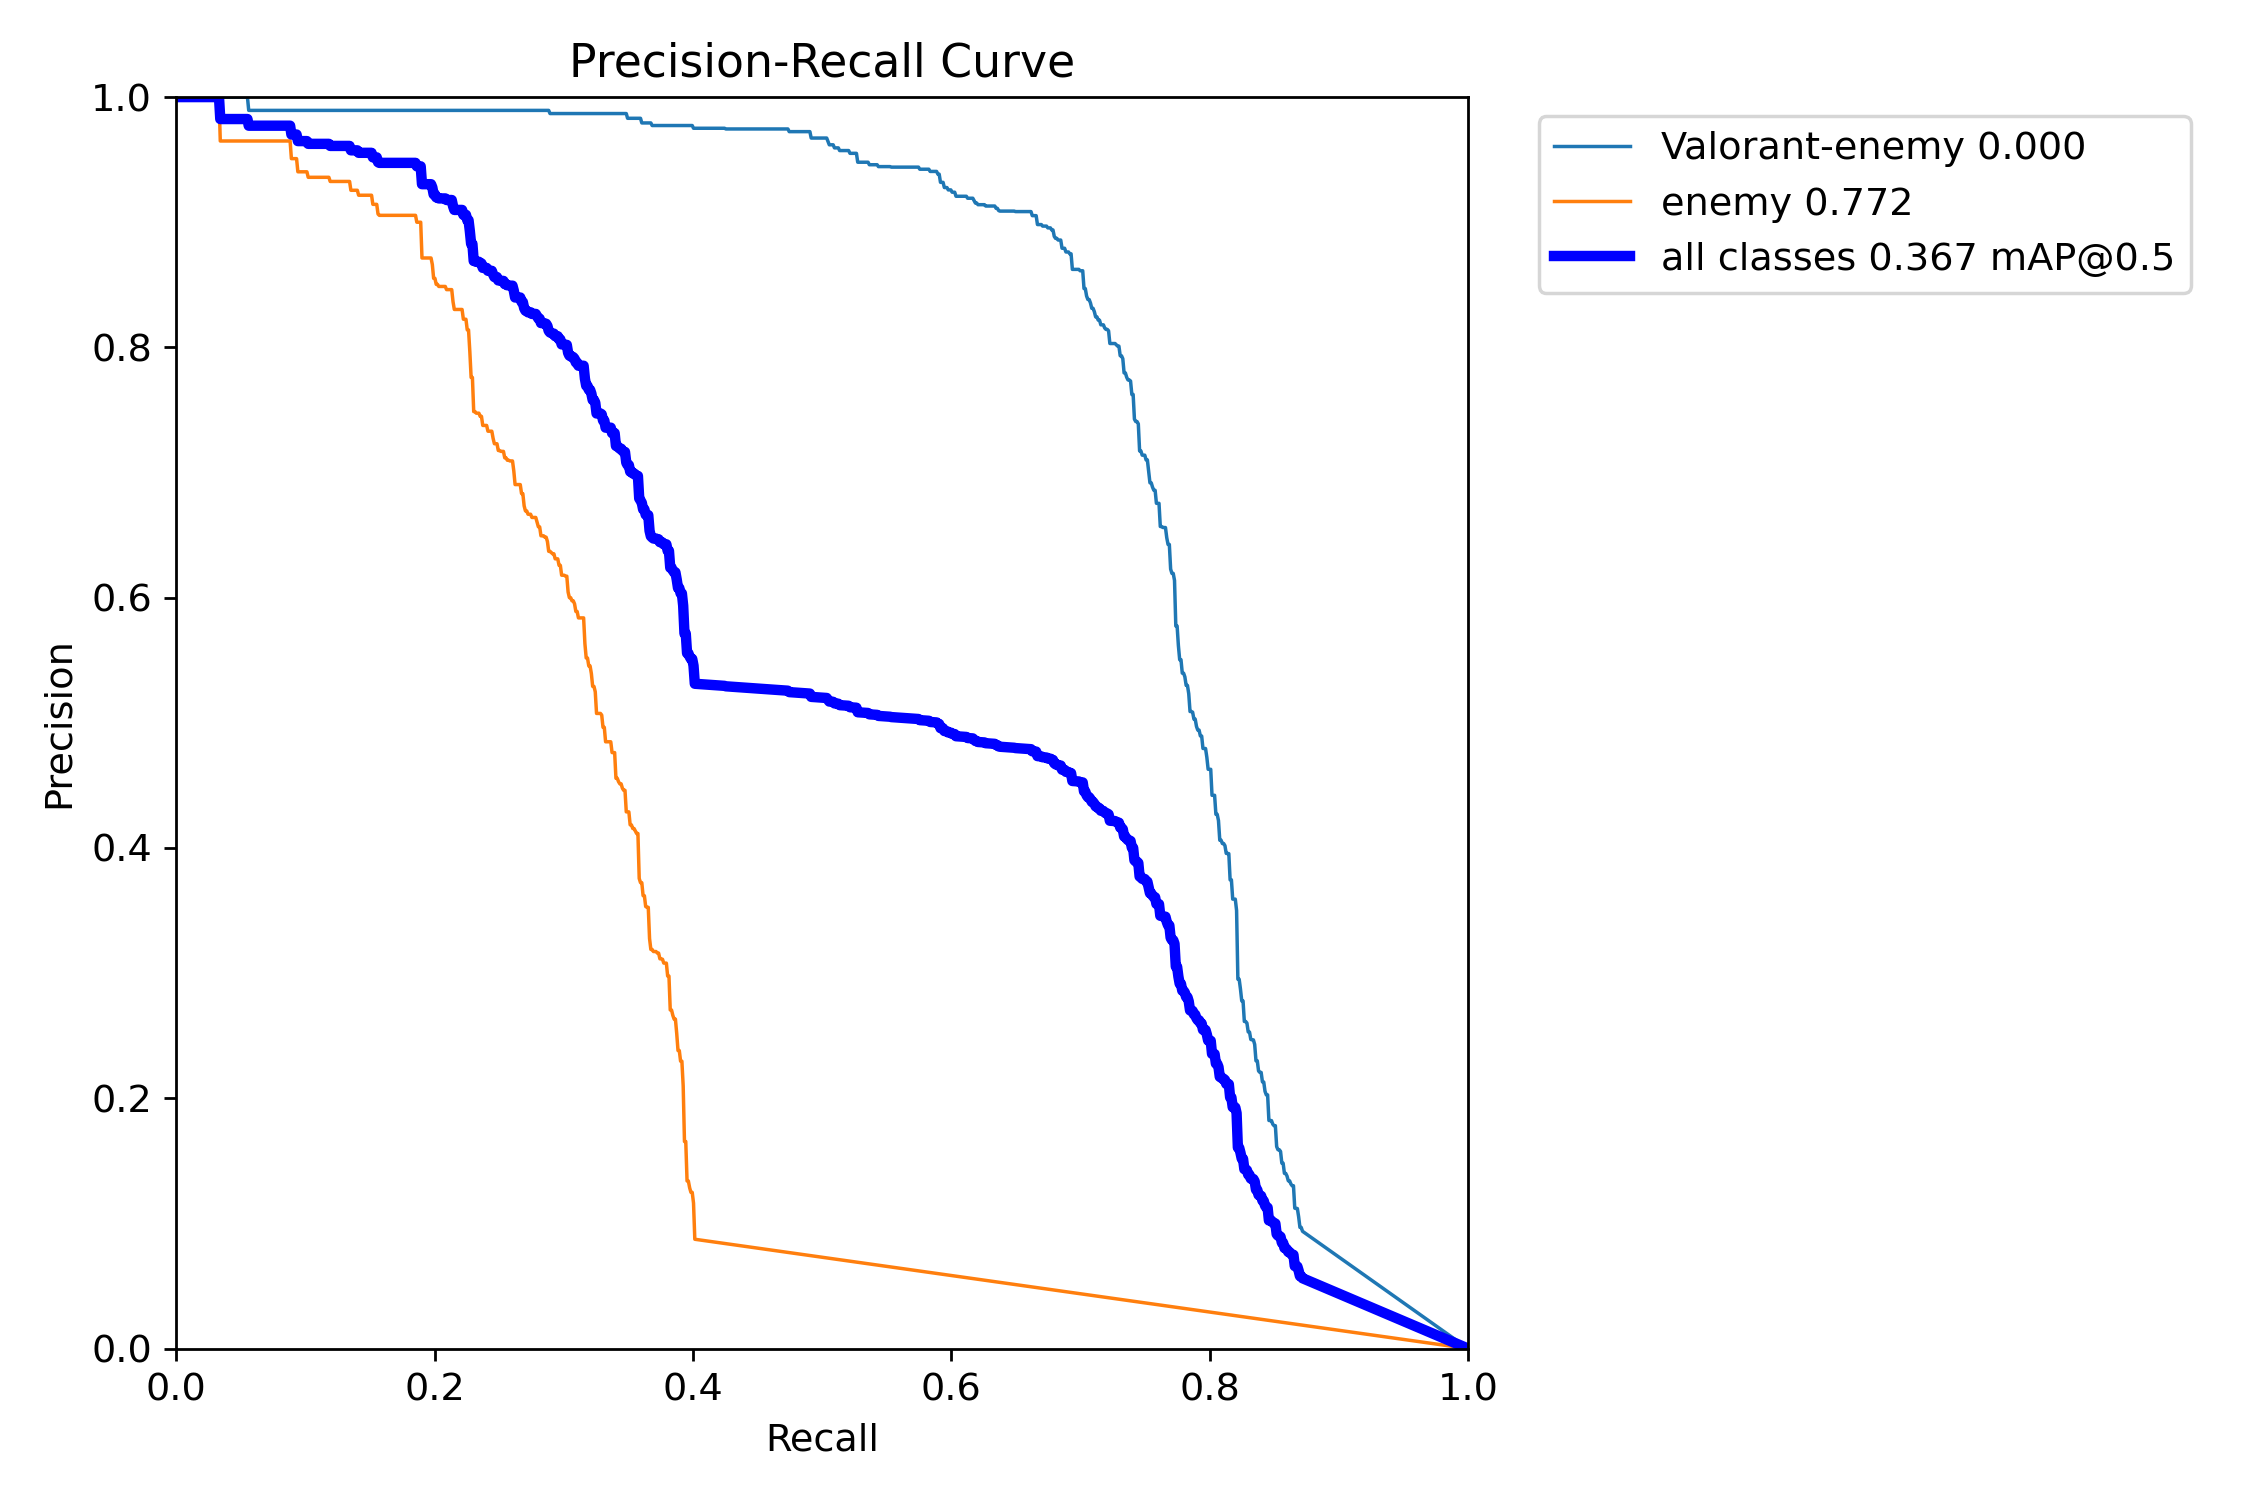 Precision-Recall Curve
1.0
0.8
0.6
0.4
0.2
0.0
Precision
0.0 0.2 0.4 0.6 0.8 1.0
Recall
Valorant-enemy 0.000
enemy 0.772
all classes 0.367 mAP@0.5